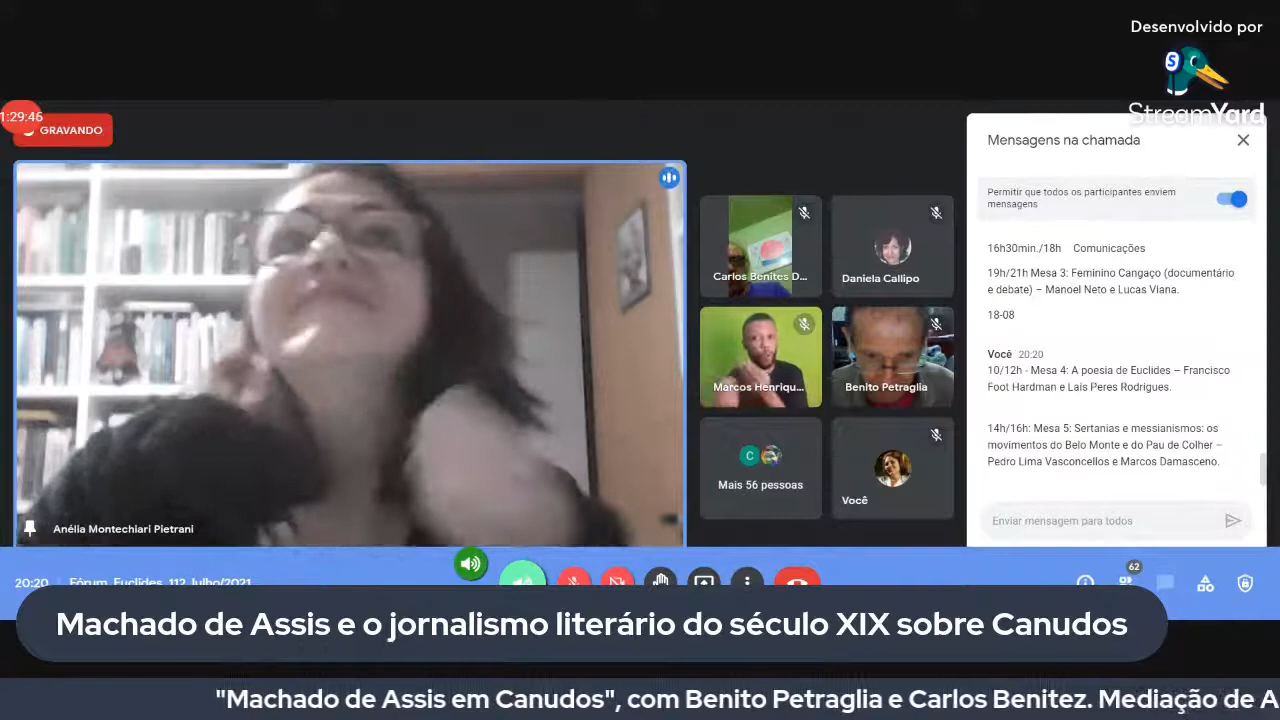 Desenvolvido por
S
StreamYard
1:29:46
GRAVANDO
Mensagens na chamada
Permitir que todos os participantes enviem
mensagens
16h30min./18h Comunicações
19h/21h Mesa 3: Feminino Cangaço (documentário
e debate) – Manoel Neto e Lucas Viana.
18-08
Você 20:20
10/12h - Mesa 4: A poesia de Euclides – Francisco
Foot Hardman e Lais Peres Rodrigues.
14h/16h: Mesa 5: Sertanias e messianismos: os
movimentos do Belo Monte e do Pau de Colher –
Pedro Lima Vasconcellos e Marcos Damasceno.
Enviar mensagem para todos
Carlos Benites D...
Daniela Callipo
Marcos Henriqu...
Benito Petraglia
C
Mais 56 pessoas
Você
Anélia Montechiari Pietrani
20:20 | Fórum_Euclides_112_Julho/2021
62
Machado de Assis e o jornalismo literário do século XIX sobre Canudos
"Machado de Assis em Canudos", com Benito Petraglia e Carlos Benitez. Mediação de A